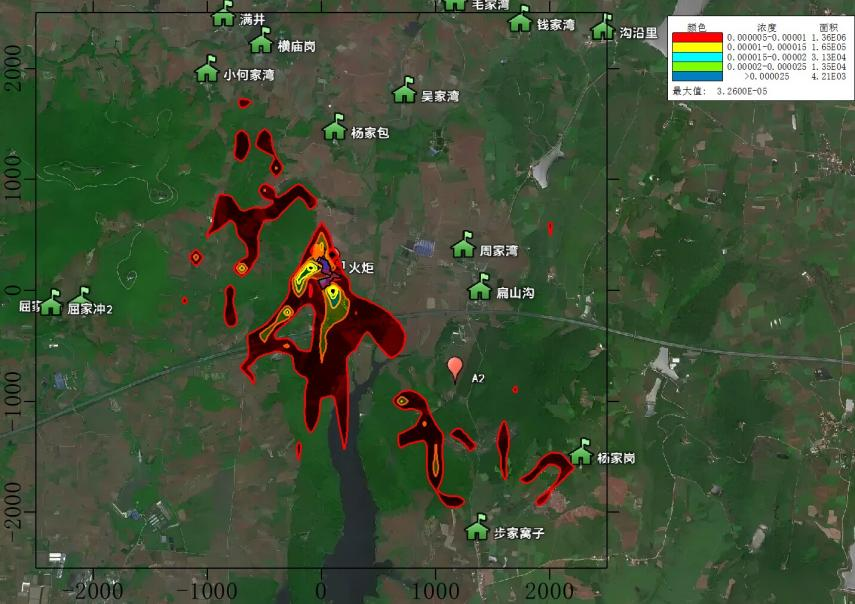 毛家湾
满井
钱家湾
沟沿里
横庙岗
小何家湾
吴家湾
杨家包
周家湾
1火炬
扁山沟
屈家冲2
A2
杨家岗
步家窝子
颜色 浓度 面积
0.000005-0.00001 1.36E06
0.00001-0.000015 1.65E05
0.000015-0.00002 3.13E04
0.00002-0.000025 1.35E04
>0.000025 4.21E03
最大值: 3.2600E-05
2000
1000
0
-1000
-2000
-2000 -1000 0 1000 2000